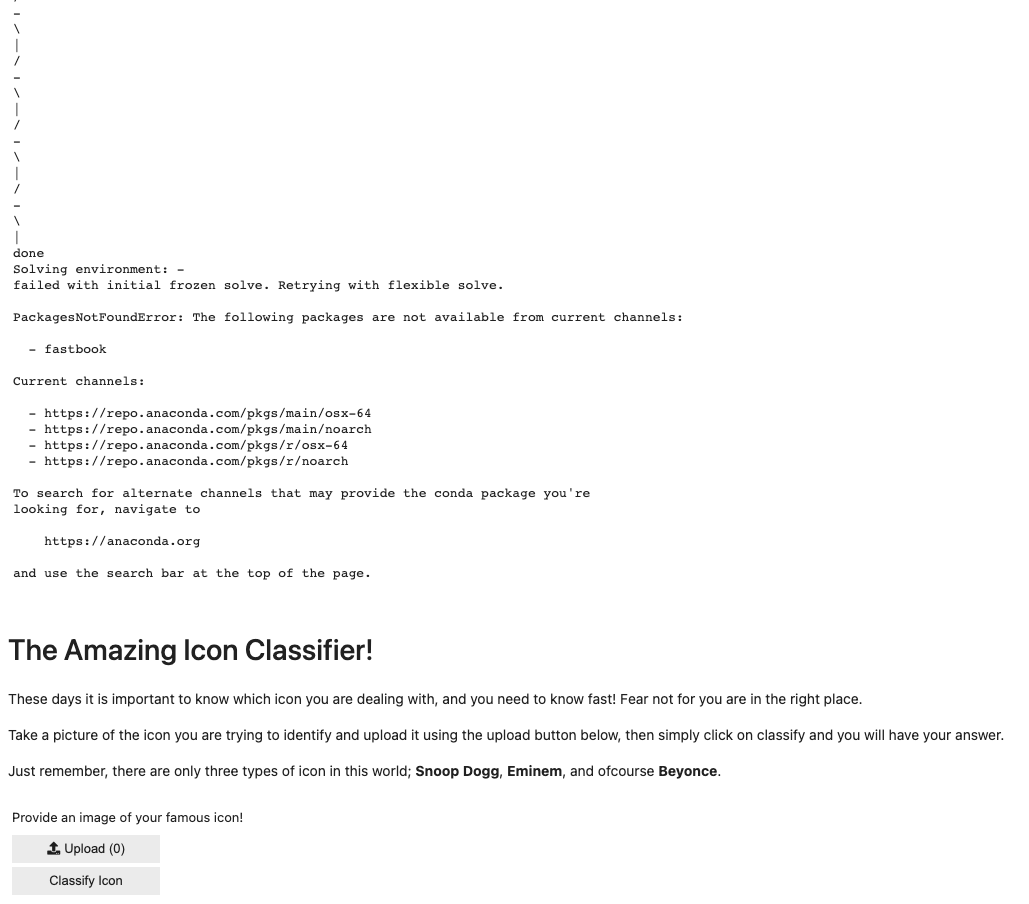 -
\
|
/
-
\
|
/
-
\
|
/
-
\
|
done
Solving environment: -
failed with initial frozen solve. Retrying with flexible solve.
PackagesNotFoundError: The following packages are not available from current channels:
- fastbook
Current channels:
- https://repo.anaconda.com/pkgs/main/osx-64
- https://repo.anaconda.com/pkgs/main/noarch
- https://repo.anaconda.com/pkgs/r/osx-64
- https://repo.anaconda.com/pkgs/r/noarch
To search for alternate channels that may provide the conda package you're
looking for, navigate to
https://anaconda.org
and use the search bar at the top of the page.
The Amazing Icon Classifier!
These days it is important to know which icon you are dealing with, and you need to know fast! Fear not for you are in the right place.
Take a picture of the icon you are trying to identify and upload it using the upload button below, then simply click on classify and you will have your answer.
Just remember, there are only three types of icon in this world; Snoop Dogg, Eminem, and ofcourse Beyonce.
Provide an image of your famous icon!
Upload (0)
Classify Icon